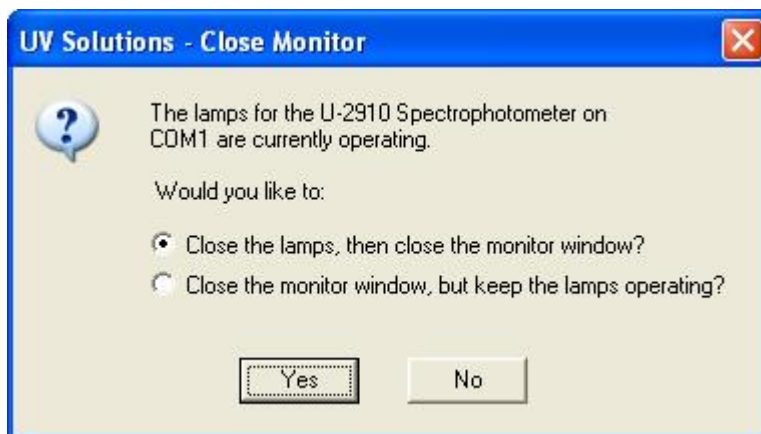 UV Solutions - Close Monitor
The lamps for the U-2910 Spectrophotometer on
COM1 are currently operating.
Would you like to:
Close the lamps, then close the monitor window?
Close the monitor window, but keep the lamps operating?
Yes No